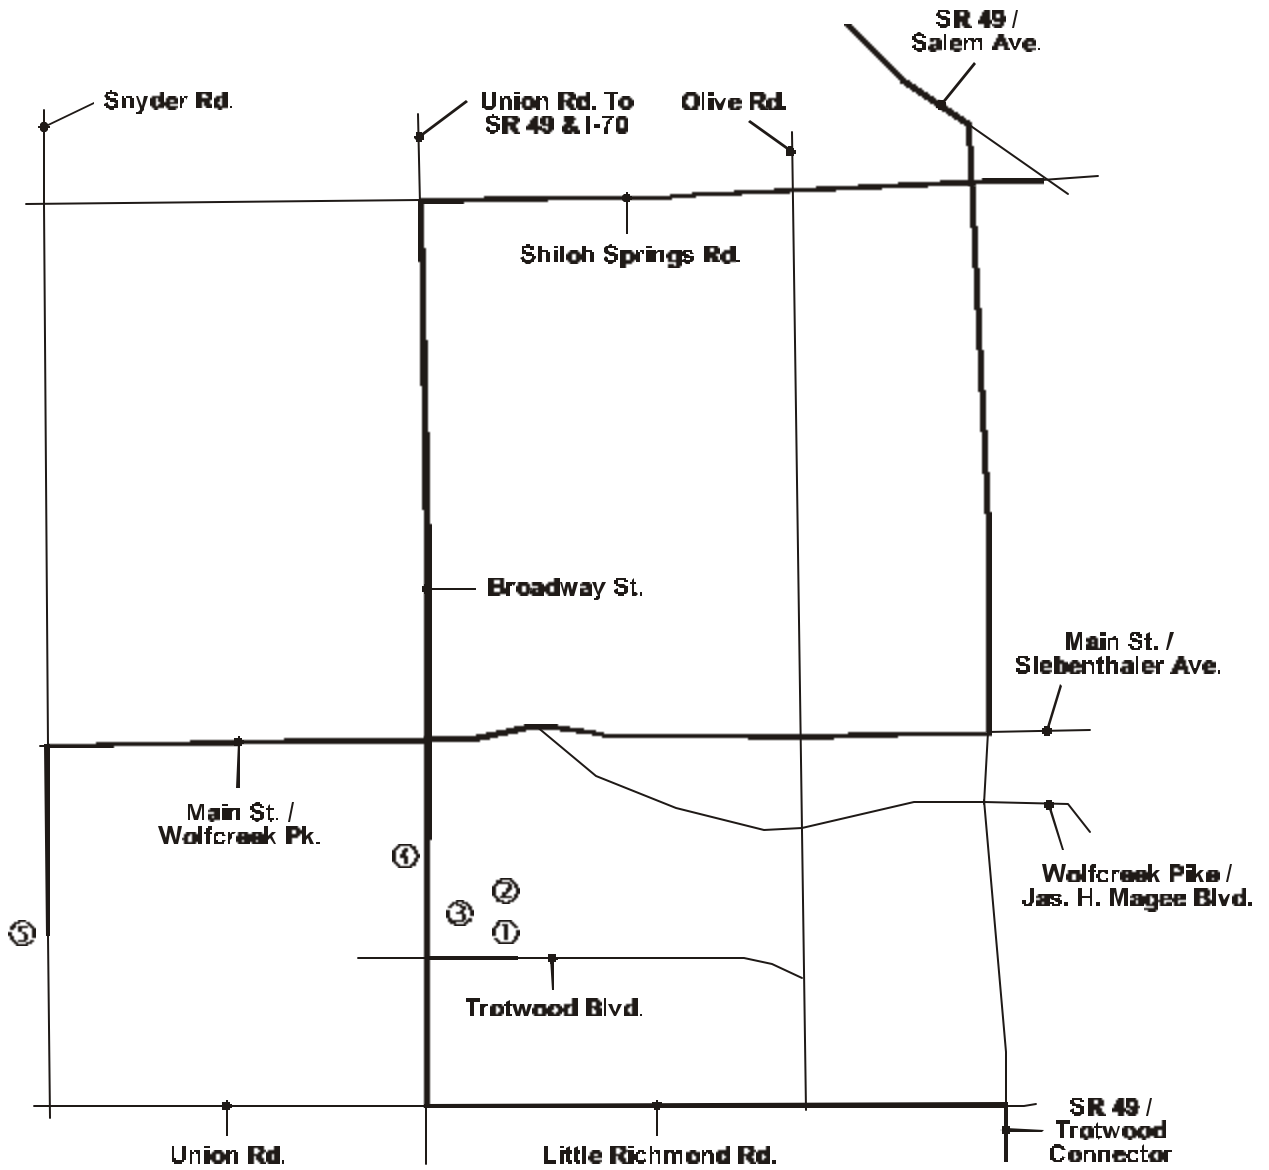 SR 49 /
Salem Ave.
Snyder Rd.
Union Rd. To
SR 49 & I-70
Olive Rd.
Shiloh Springs Rd.
Broadway St.
Main St. /
Siebenthaler Ave.
Main St. /
Wolfcreek Pk.
4
2
3
1
5
Wolfcreek Pike /
Jas. H. Magee Blvd.
Trotwood Blvd.
SR 49 /
Trotwood
Connector
Union Rd.
Little Richmond Rd.